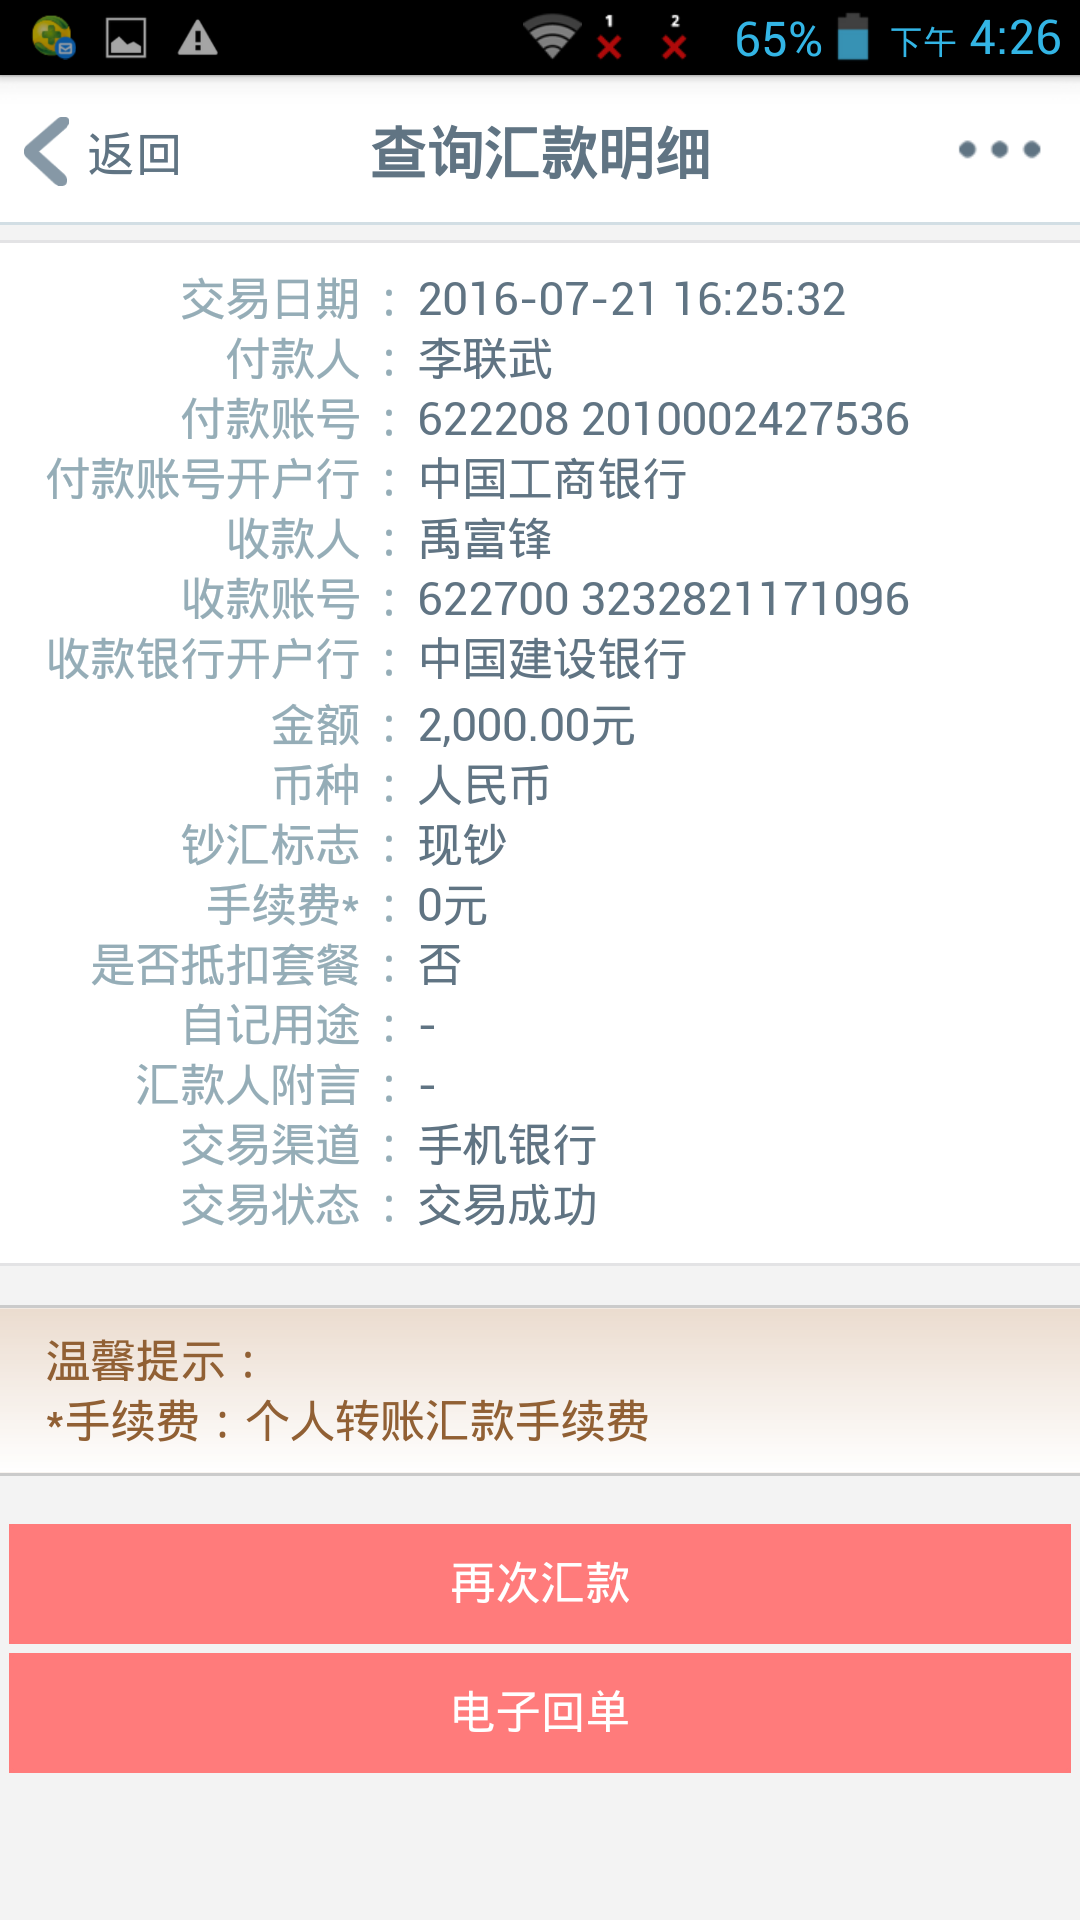 1 2 65% 下午 4:26
返回 查询汇款明细
交易日期 : 2016-07-21 16:25:32
付款人 : 李联武
付款账号 : 622208 2010002427536
付款账号开户行 : 中国工商银行
收款人 : 禹富锋
收款账号 : 622700 3232821171096
收款银行开户行 : 中国建设银行
金额 : 2,000.00元
币种 : 人民币
钞汇标志 : 现钞
手续费* : 0元
是否抵扣套餐 : 否
自记用途 : -
汇款人附言 : -
交易渠道 : 手机银行
交易状态 : 交易成功
温馨提示：
*手续费：个人转账汇款手续费
再次汇款
电子回单